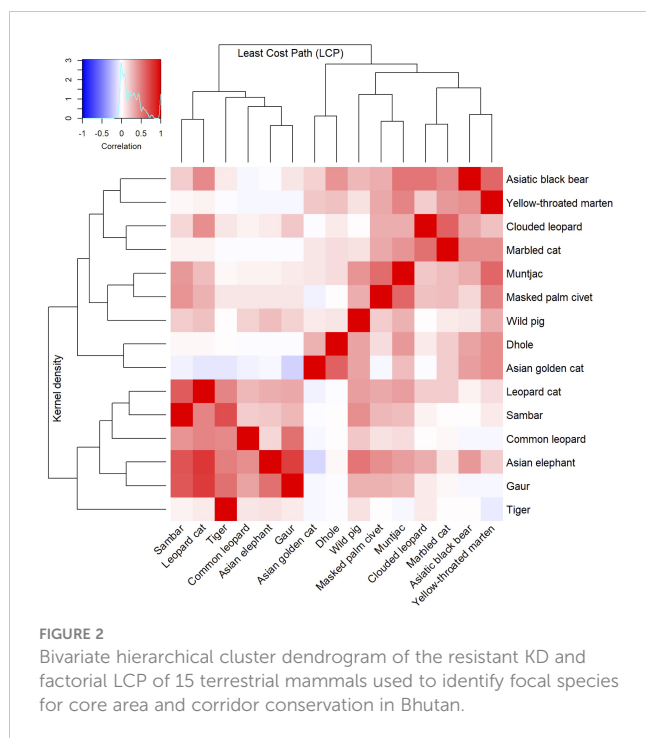 Least Cost Path (LCP)
3
2
1
0
-1 -0.5 0 0.5 1
Correlation
Kernel density
Asiatic black bear
Yellow-throated marten
Clouded leopard
Marbled cat
Muntjac
Masked palm civet
Wild pig
Dhole
Asian golden cat
Leopard cat
Sambar
Common leopard
Asian elephant
Gaur
Tiger
Sambar
Leopard cat
Tiger
Common leopard
Asian elephant
Gaur
Asian golden cat
Dhole
Wild pig
Masked palm civet
Muntjac
Clouded leopard
Marbled cat
Asiatic black bear
Yellow-throated marten
FIGURE 2
Bivariate hierarchical cluster dendrogram of the resistant KD and
factorial LCP of 15 terrestrial mammals used to identify focal species
for core area and corridor conservation in Bhutan.